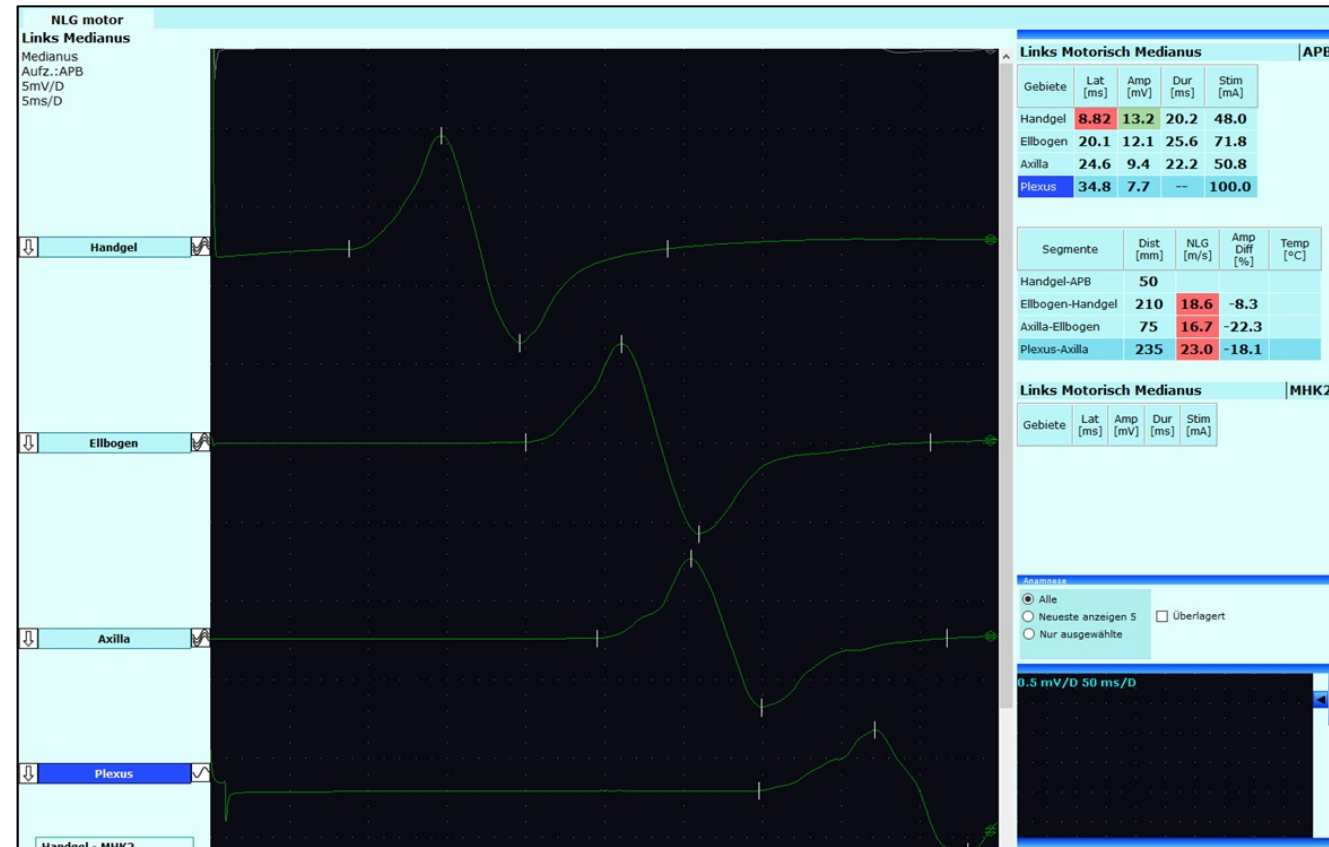 NLG motor
Links Medianus
Medianus
Aufz.:APB
5mV/D
5ms/D
Handgel
Ellbogen
Axilla
Plexus
Handgel - MHK2
Links Motorisch Medianus APB
Gebiete Lat [ms] Amp [mV] Dur [ms] Stim [mA]
Handgel 8.82 13.2 20.2 48.0
Ellbogen 20.1 12.1 25.6 71.8
Axilla 24.6 9.4 22.2 50.8
Plexus 34.8 7.7 -- 100.0
Segmente Dist [mm] NLG [m/s] Amp Diff [%] Temp [°C]
Handgel-APB 50
Ellbogen-Handgel 210 18.6 -8.3
Axilla-Ellbogen 75 16.7 -22.3
Plexus-Axilla 235 23.0 -18.1
Links Motorisch Medianus MHK2
Gebiete Lat [ms] Amp [mV] Dur [ms] Stim [mA]
Anamnese
Alle
Neueste anzeigen 5 Überlagert
Nur ausgewählte
0.5 mV/D 50 ms/D